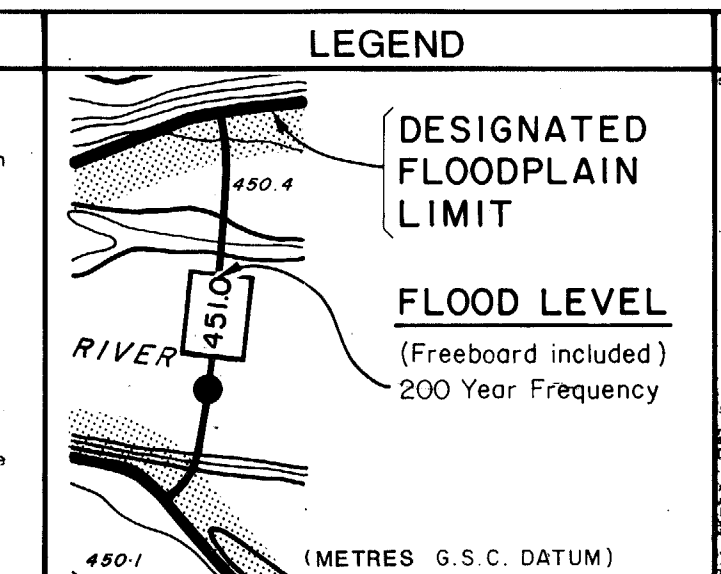 LEGEND
DESIGNATED
FLOODPLAIN
LIMIT
450.4
451.0
FLOOD LEVEL
(Freeboard included)
200 Year Frequency
RIVER
450.1
(METRES G.S.C. DATUM)